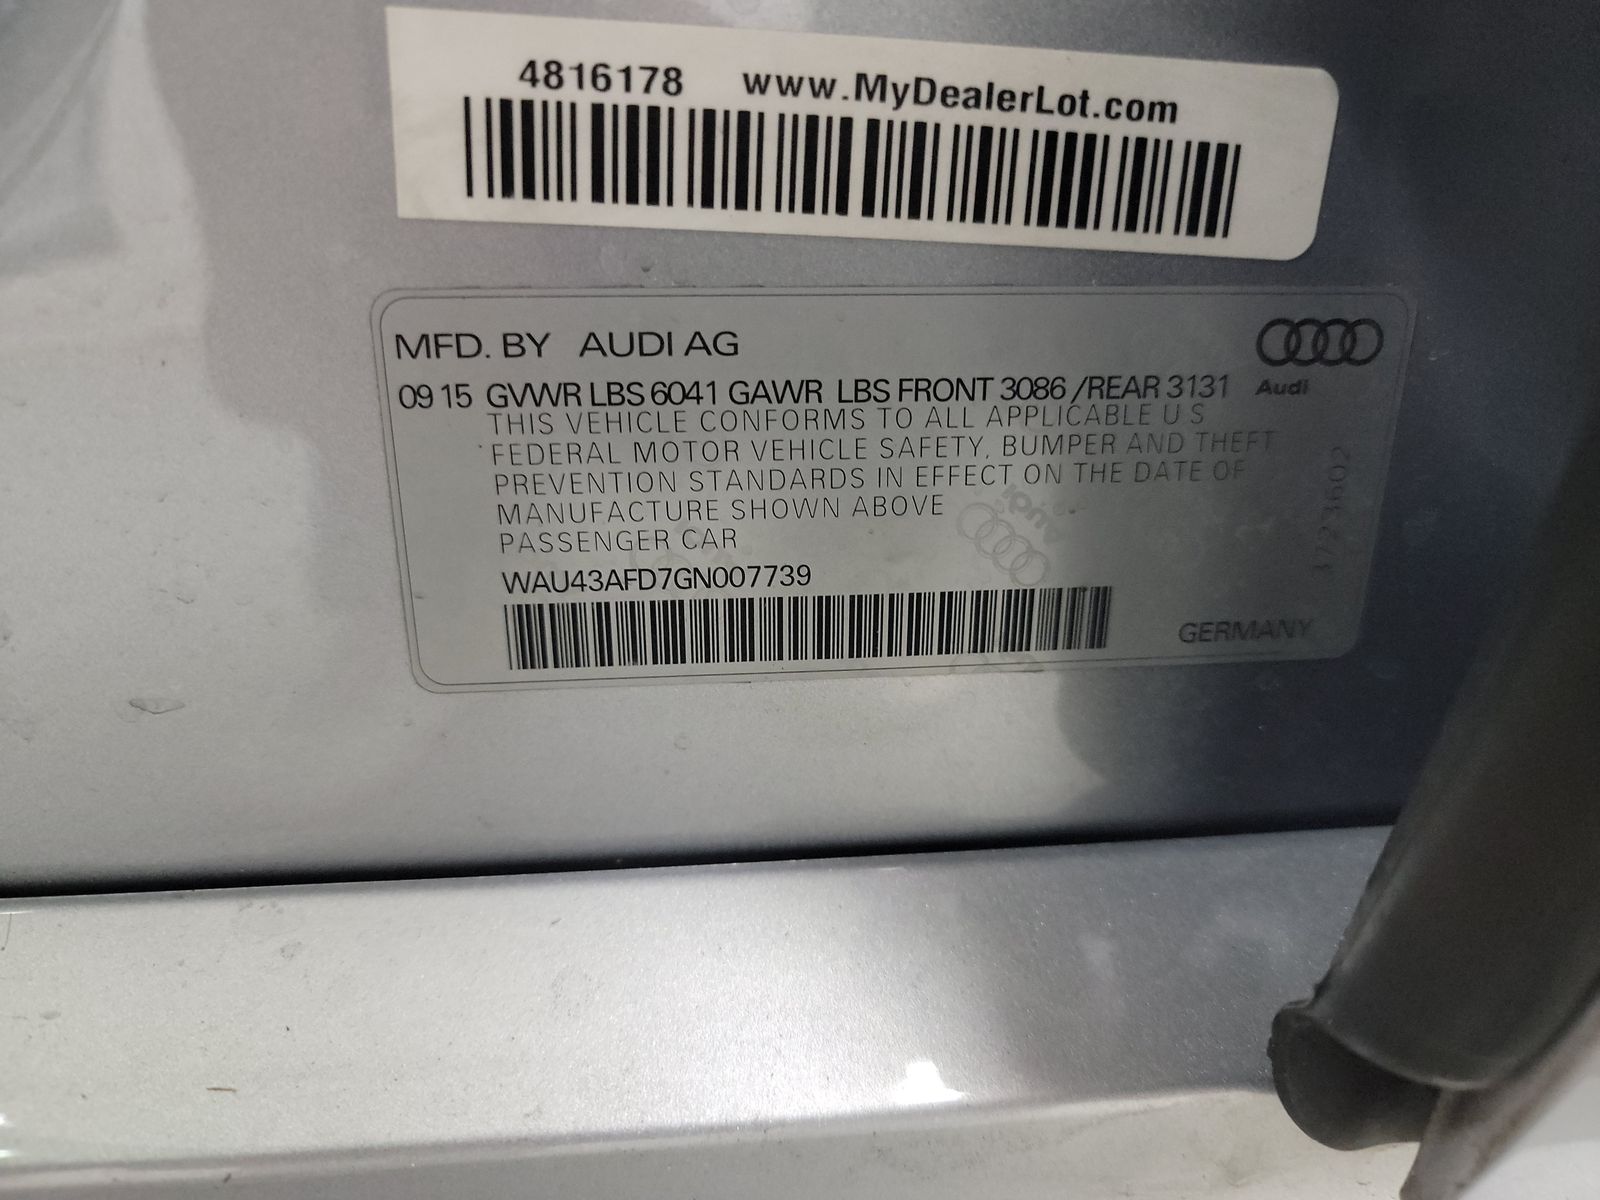 4816178 www.MyDealerLot.com
MFD. BY AUDI AG
09 15 GVWR LBS 6041 GAWR LBS FRONT 3086 /REAR 3131
Audi
THIS VEHICLE CONFORMS TO ALL APPLICABLE U S
FEDERAL MOTOR VEHICLE SAFETY, BUMPER AND THEFT
PREVENTION STANDARDS IN EFFECT ON THE DATE OF
MANUFACTURE SHOWN ABOVE
PASSENGER CAR
WAU43AFD7GN007739
GERMANY